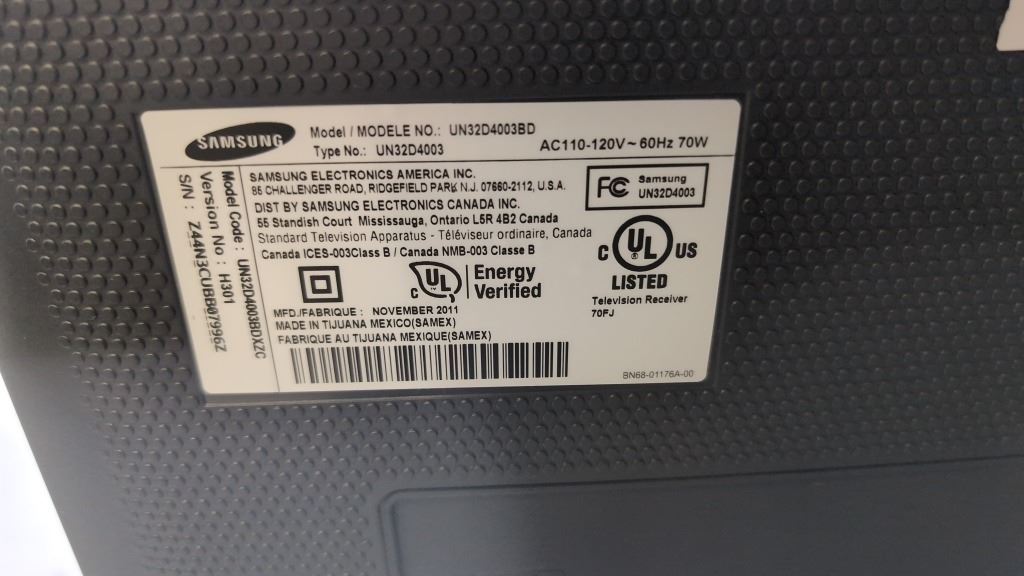 SAMSUNG
Model / MODELE NO.: UN32D4003BD
Type No.: UN32D4003
AC110-120V ~ 60Hz 70W
SAMSUNG ELECTRONICS AMERICA INC.
85 CHALLENGER ROAD, RIDGEFIELD PARK N.J. 07660-2112, U.S.A.
DIST BY SAMSUNG ELECTRONICS CANADA INC.
55 Standish Court Mississauga, Ontario L5R 4B2 Canada
Standard Television Apparatus - Téléviseur ordinaire, Canada
Canada ICES-003Class B / Canada NMB-003 Classe B
FC Samsung
UN32D4003
C UL US
LISTED
Television Receiver
70FJ
C UL Energy
Verified
MFD./FABRIQUE : NOVEMBER 2011
MADE IN TIJUANA MEXICO(SAMEX)
FABRIQUE AU TIJUANA MEXIQUE(SAMEX)
BN68-01176A-00
Model Code : UN32D4003BDXZC
Version No : H301
S/N : Z44N3CUBB07996Z